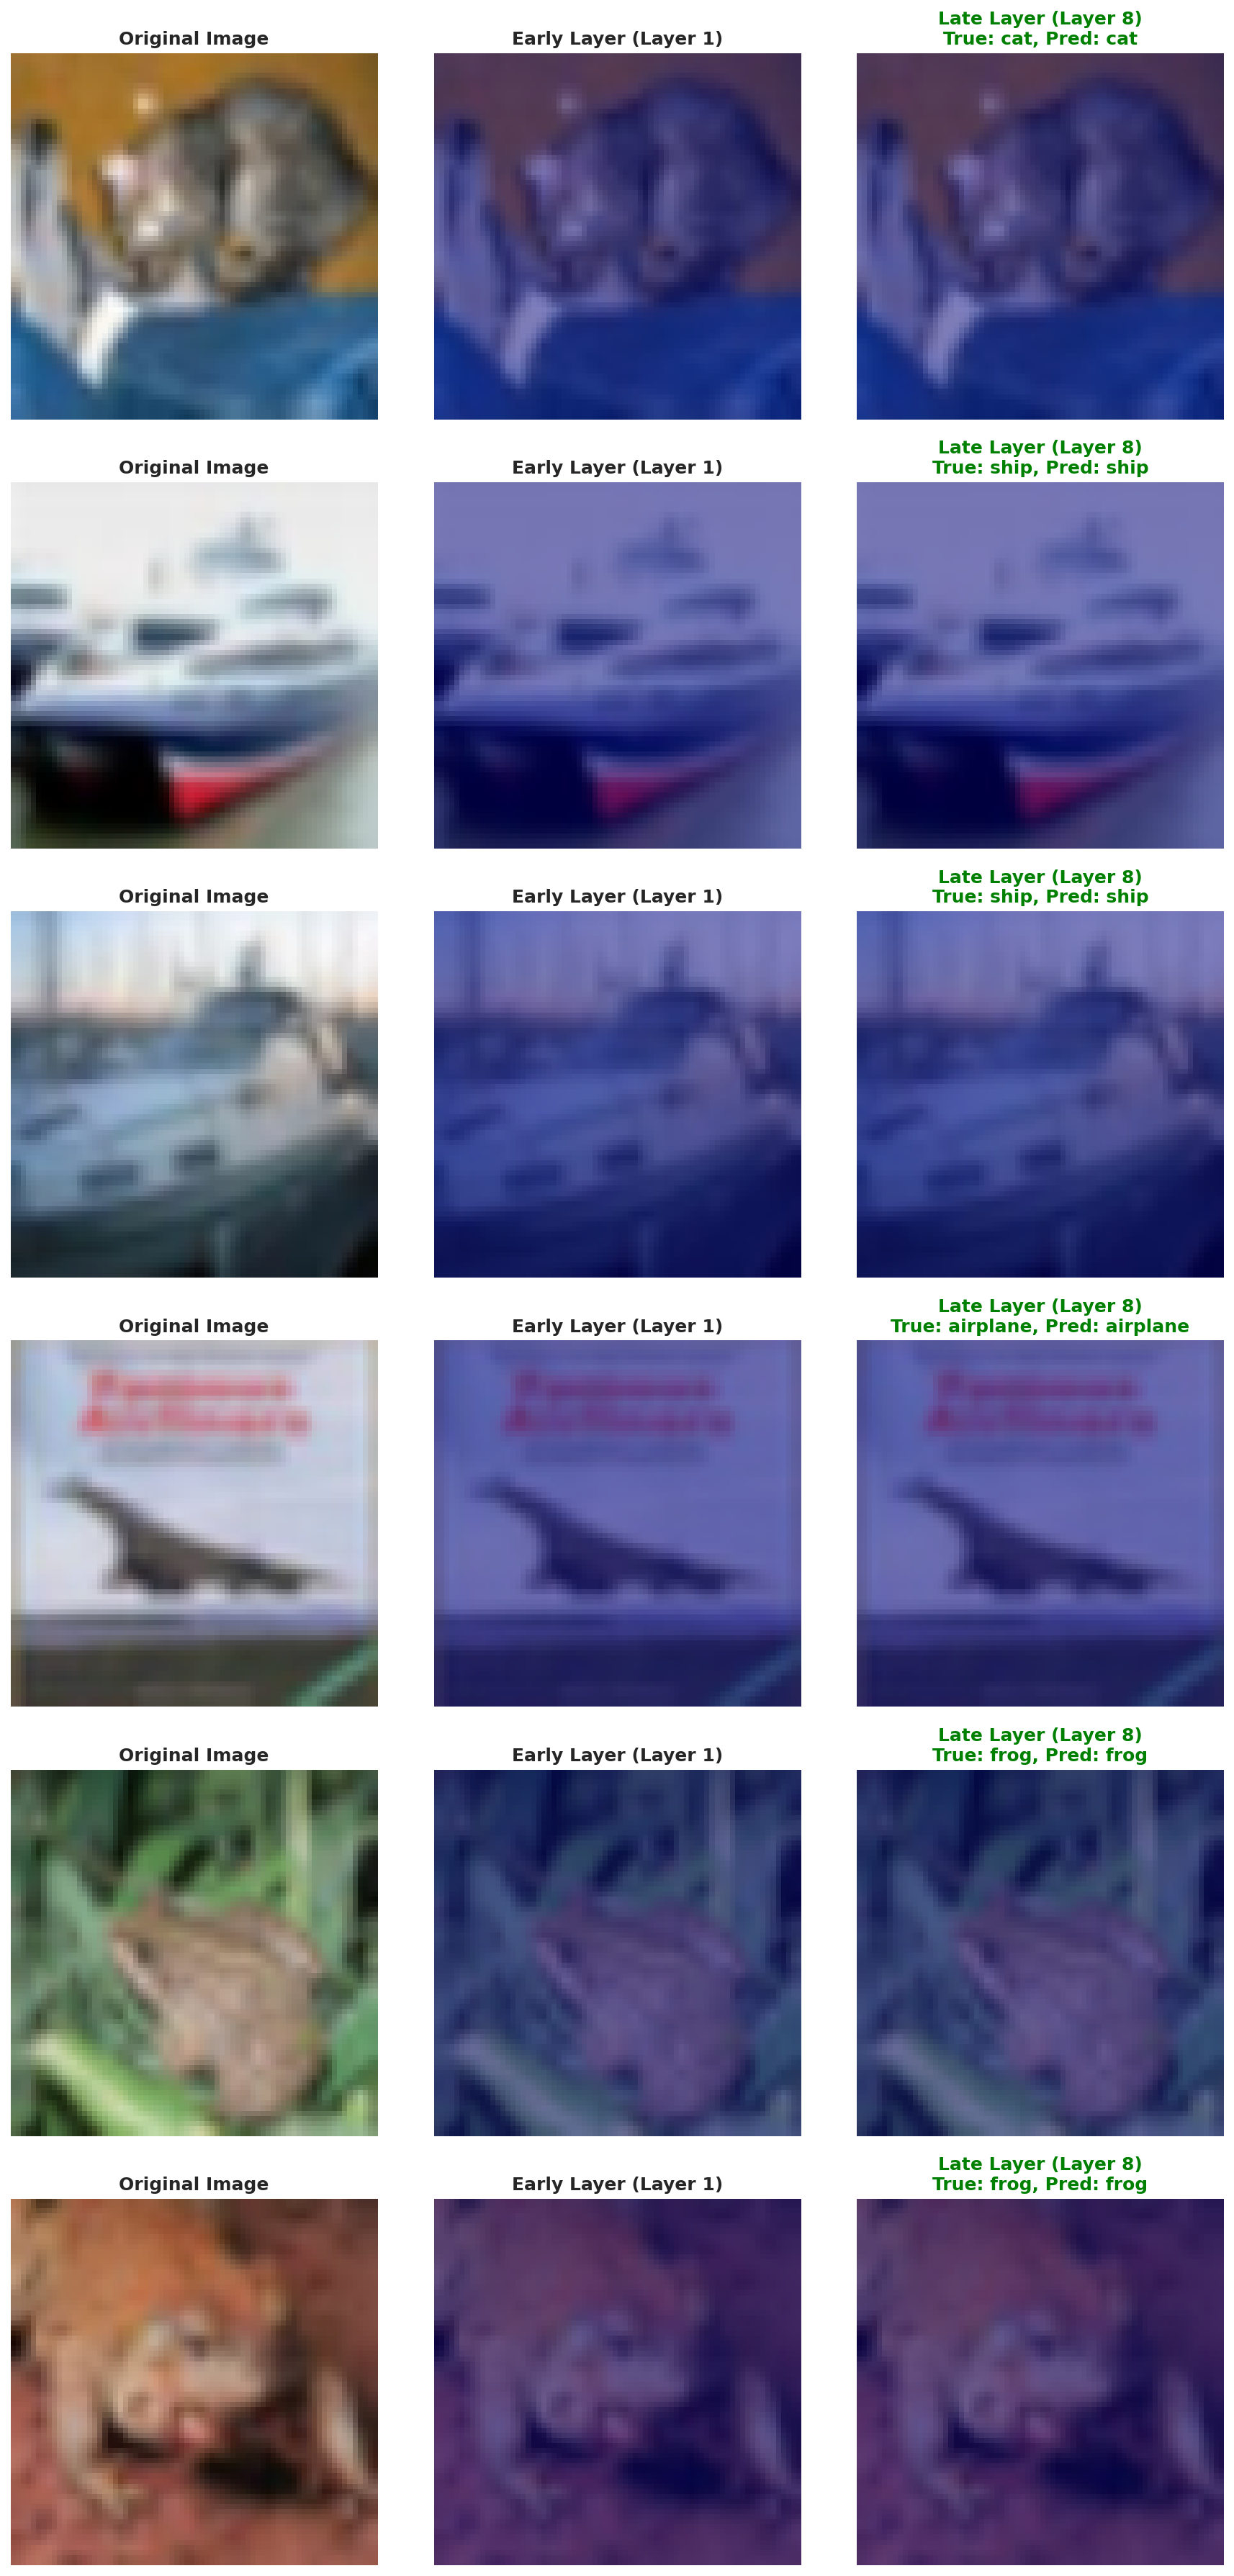 Original Image
Early Layer (Layer 1)
Late Layer (Layer 8)
True: cat, Pred: cat
Original Image
Early Layer (Layer 1)
Late Layer (Layer 8)
True: ship, Pred: ship
Original Image
Early Layer (Layer 1)
Late Layer (Layer 8)
True: ship, Pred: ship
Original Image
Early Layer (Layer 1)
Late Layer (Layer 8)
True: airplane, Pred: airplane
Original Image
Early Layer (Layer 1)
Late Layer (Layer 8)
True: frog, Pred: frog
Original Image
Early Layer (Layer 1)
Late Layer (Layer 8)
True: frog, Pred: frog